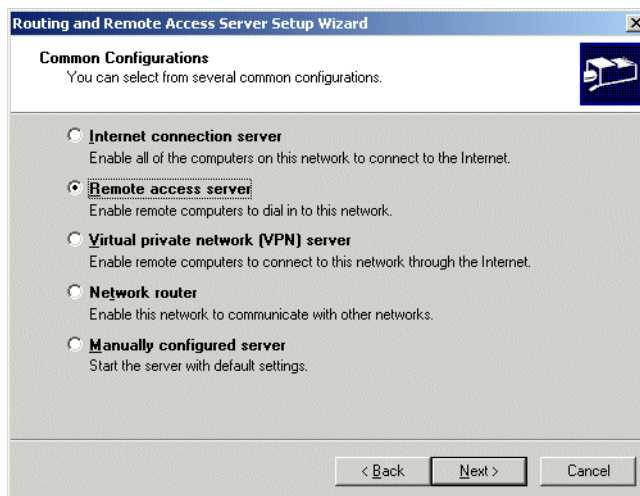 Routing and Remote Access Server Setup Wizard
Common Configurations
You can select from several common configurations.
Internet connection server
Enable all of the computers on this network to connect to the Internet.
Remote access server
Enable remote computers to dial in to this network.
Virtual private network (VPN) server
Enable remote computers to connect to this network through the Internet.
Network router
Enable this network to communicate with other networks.
Manually configured server
Start the server with default settings.
< Back Next > Cancel